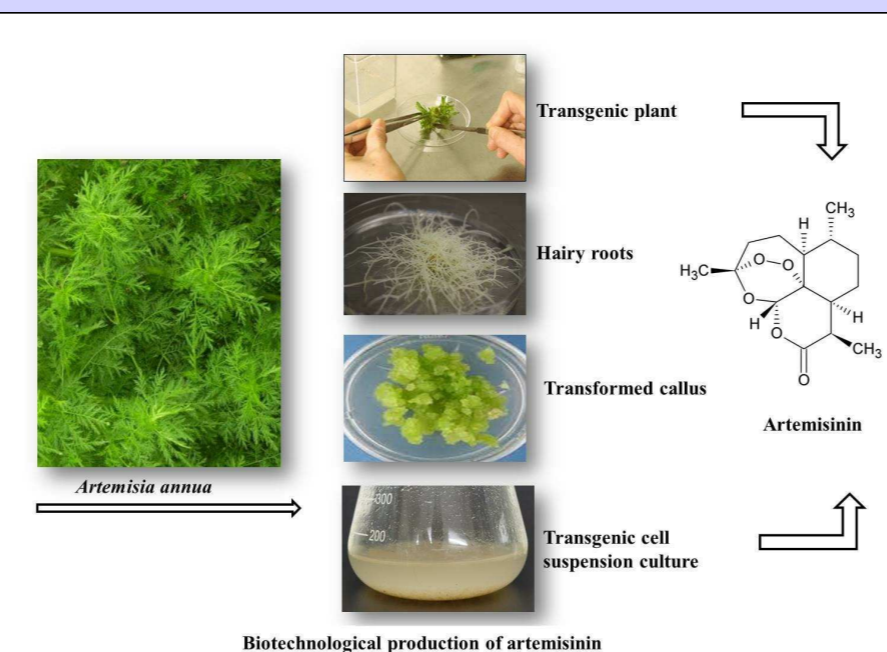 Transgenic plant
Hairy roots
Transformed callus
Transgenic cell
suspension culture
Artemisia annua
300
200
CH3
H
H3C
O
O
O
H
O
H
CH3
O
Artemisinin
Biotechnological production of artemisinin